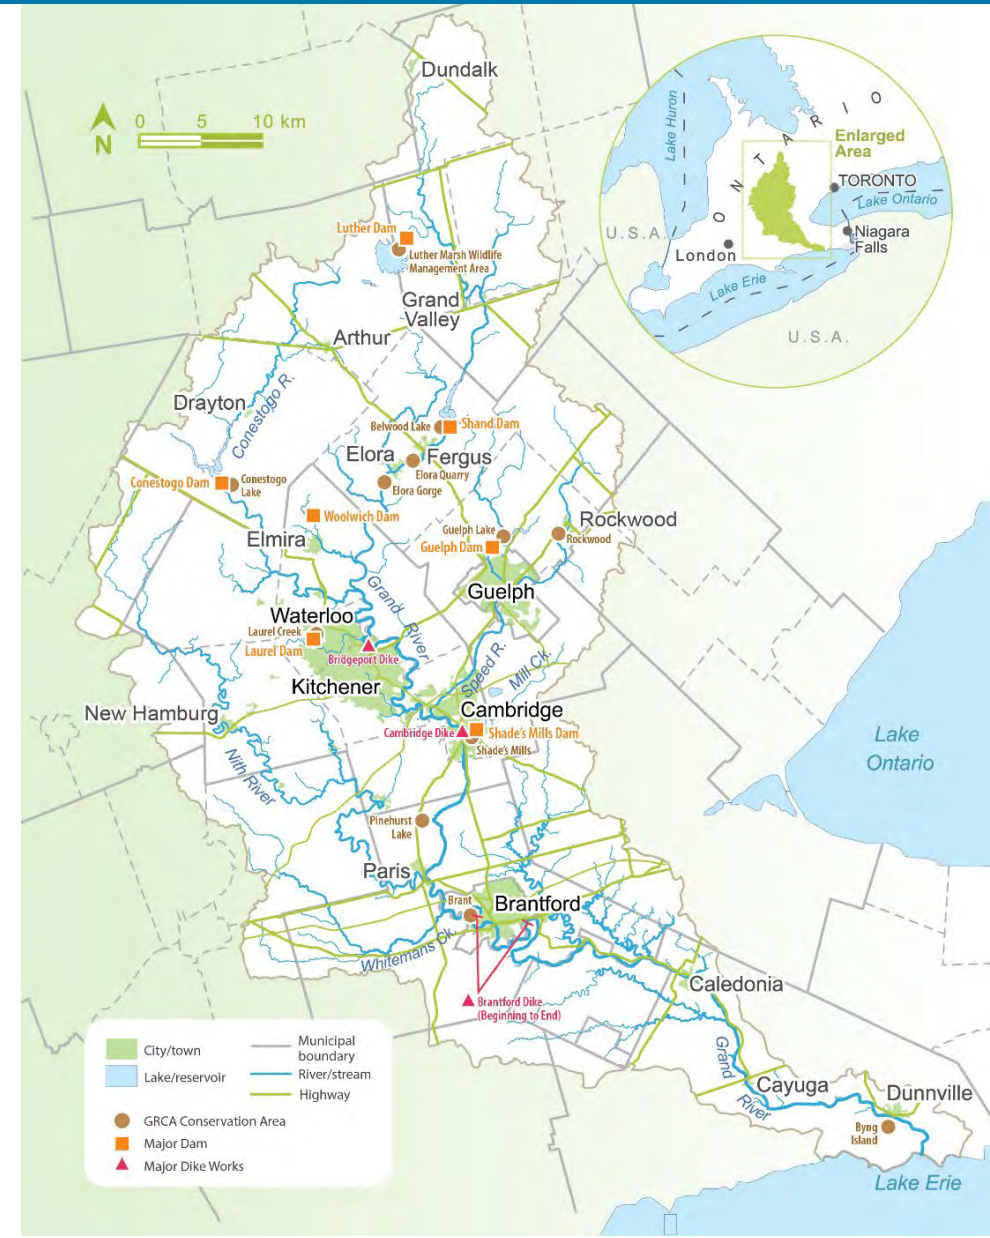 Dundalk
0 5 10 km
N
Lake Huron
ONTARIO
Enlarged
Area
TORONTO
Lake Ontario
U.S.A.
Niagara
Falls
London
Lake Erie
U.S.A.
Luther Dam
Luther Marsh Wildlife
Management Area
Grand
Valley
Arthur
Drayton
Conestogo R.
Belwood Lake
Shand Dam
Elora
Fergus
Elora Quarry
Elora Gorge
Conestogo Dam
Conestogo
Lake
Woolwich Dam
Elmira
Guelph Lake
Guelph Dam
Rockwood
Rockwood
Guelph
Grand River
Waterloo
Laurel Creek
Laurel Dam
Bridgeport Dike
Kitchener
Speed R.
Mill Ck.
New Hamburg
Cambridge
Cambridge Dike
Shade's Mills Dam
Shade's Mills
Lake
Ontario
Nith River
Pinehurst
Lake
Paris
Brant
Brantford
Whitemans Ck.
Brantford Dike
(Beginning to End)
Caledonia
Grand
River
Cayuga
Dunnville
Byng
Island
Lake Erie
City/town
Lake/reservoir
Municipal
boundary
River/stream
Highway
GRCA Conservation Area
Major Dam
Major Dike Works